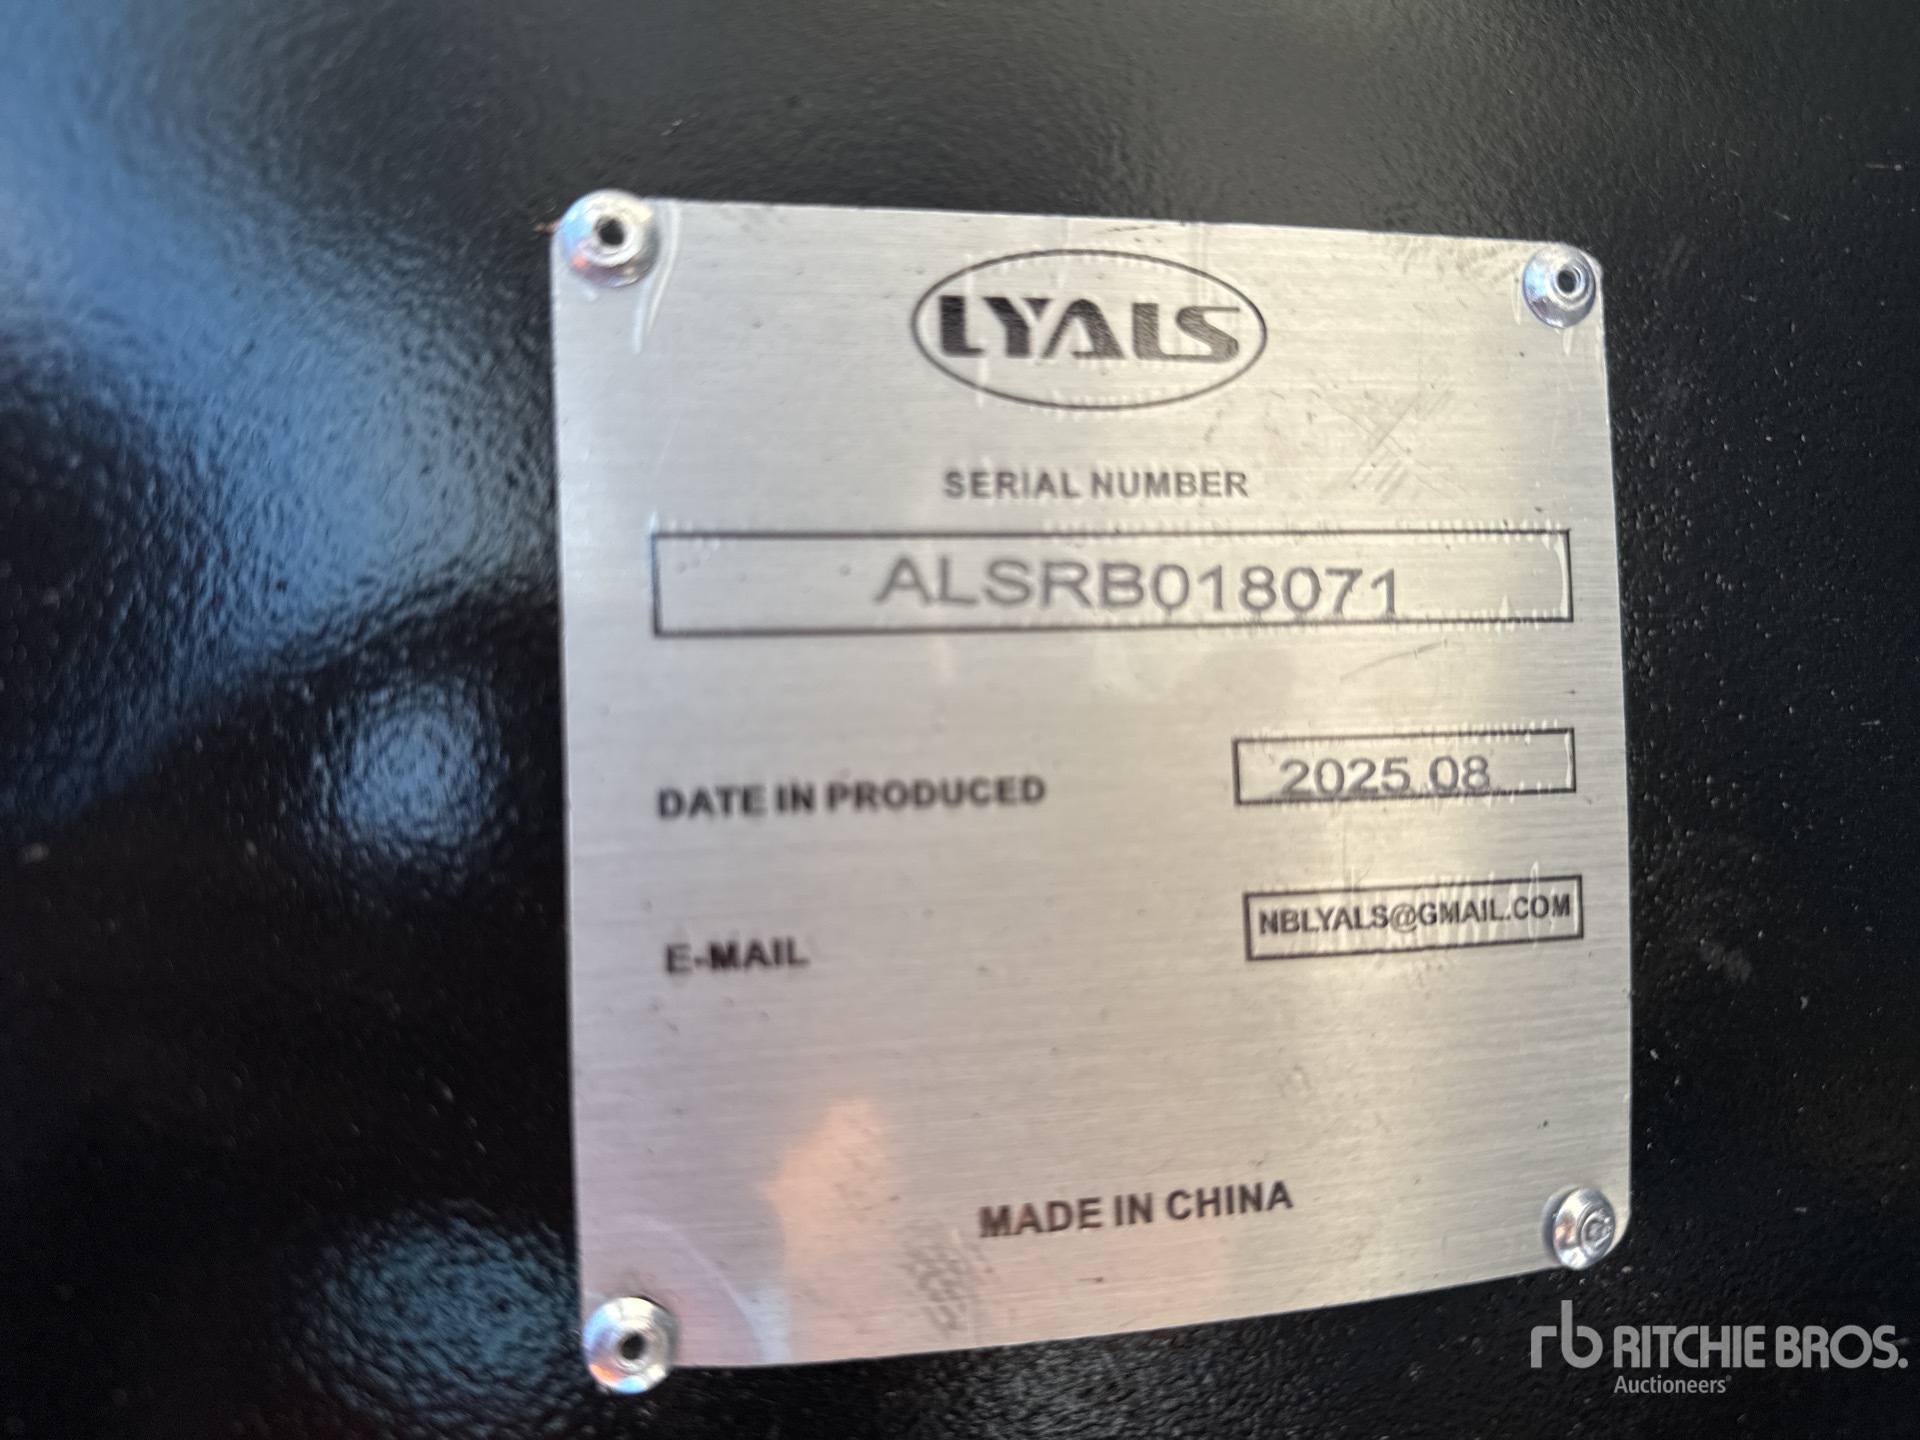 LYALS
SERIAL NUMBER
ALSRB018071
DATE IN PRODUCED
2025.08
E-MAIL
NBLYALS@GMAIL.COM
MADE IN CHINA
rb RITCHIE BROS.
Auctioneers